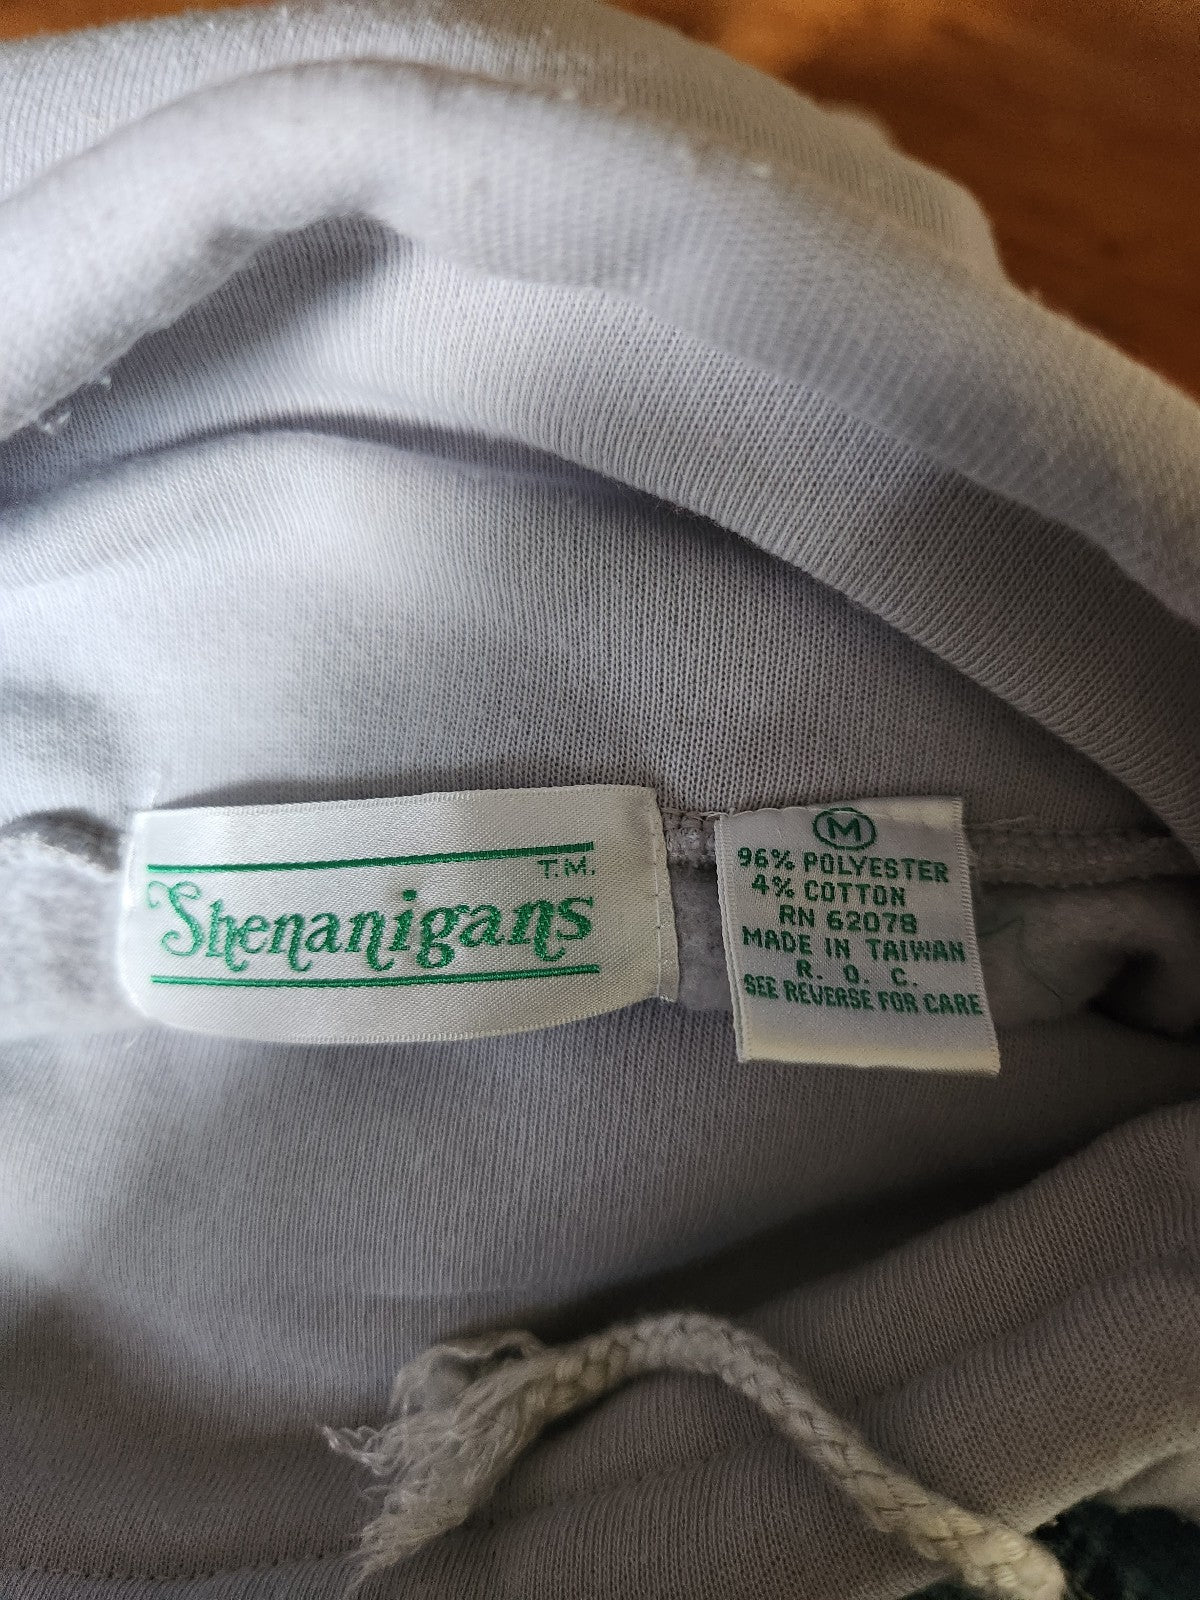 T.M.
Shenanigans
M
96% POLYESTER
4% COTTON
RN 62078
MADE IN TAIWAN
R. O. C.
SEE REVERSE FOR CARE